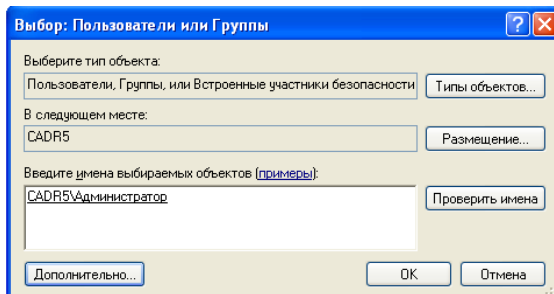 Выбор: Пользователи или Группы
Выберите тип объекта:
Пользователи, Группы, или Встроенные участники безопасности
Типы объектов...
В следующем месте:
CADR5
Размещение...
Введите имена выбираемых объектов (примеры):
CADR5\Администратор
Проверить имена
Дополнительно...
ОК
Отмена